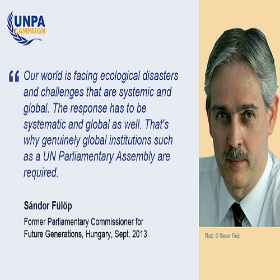 UNPA
CAMPAIGN
“ Our world is facing ecological disasters
and challenges that are systemic and
global. The response has to be
systematic and global as well. That's
why genuinely global institutions such
as a UN Parliamentary Assembly are
required.
Sándor Fülöp
Former Parliamentary Commissioner for
Future Generations, Hungary, Sept. 2013